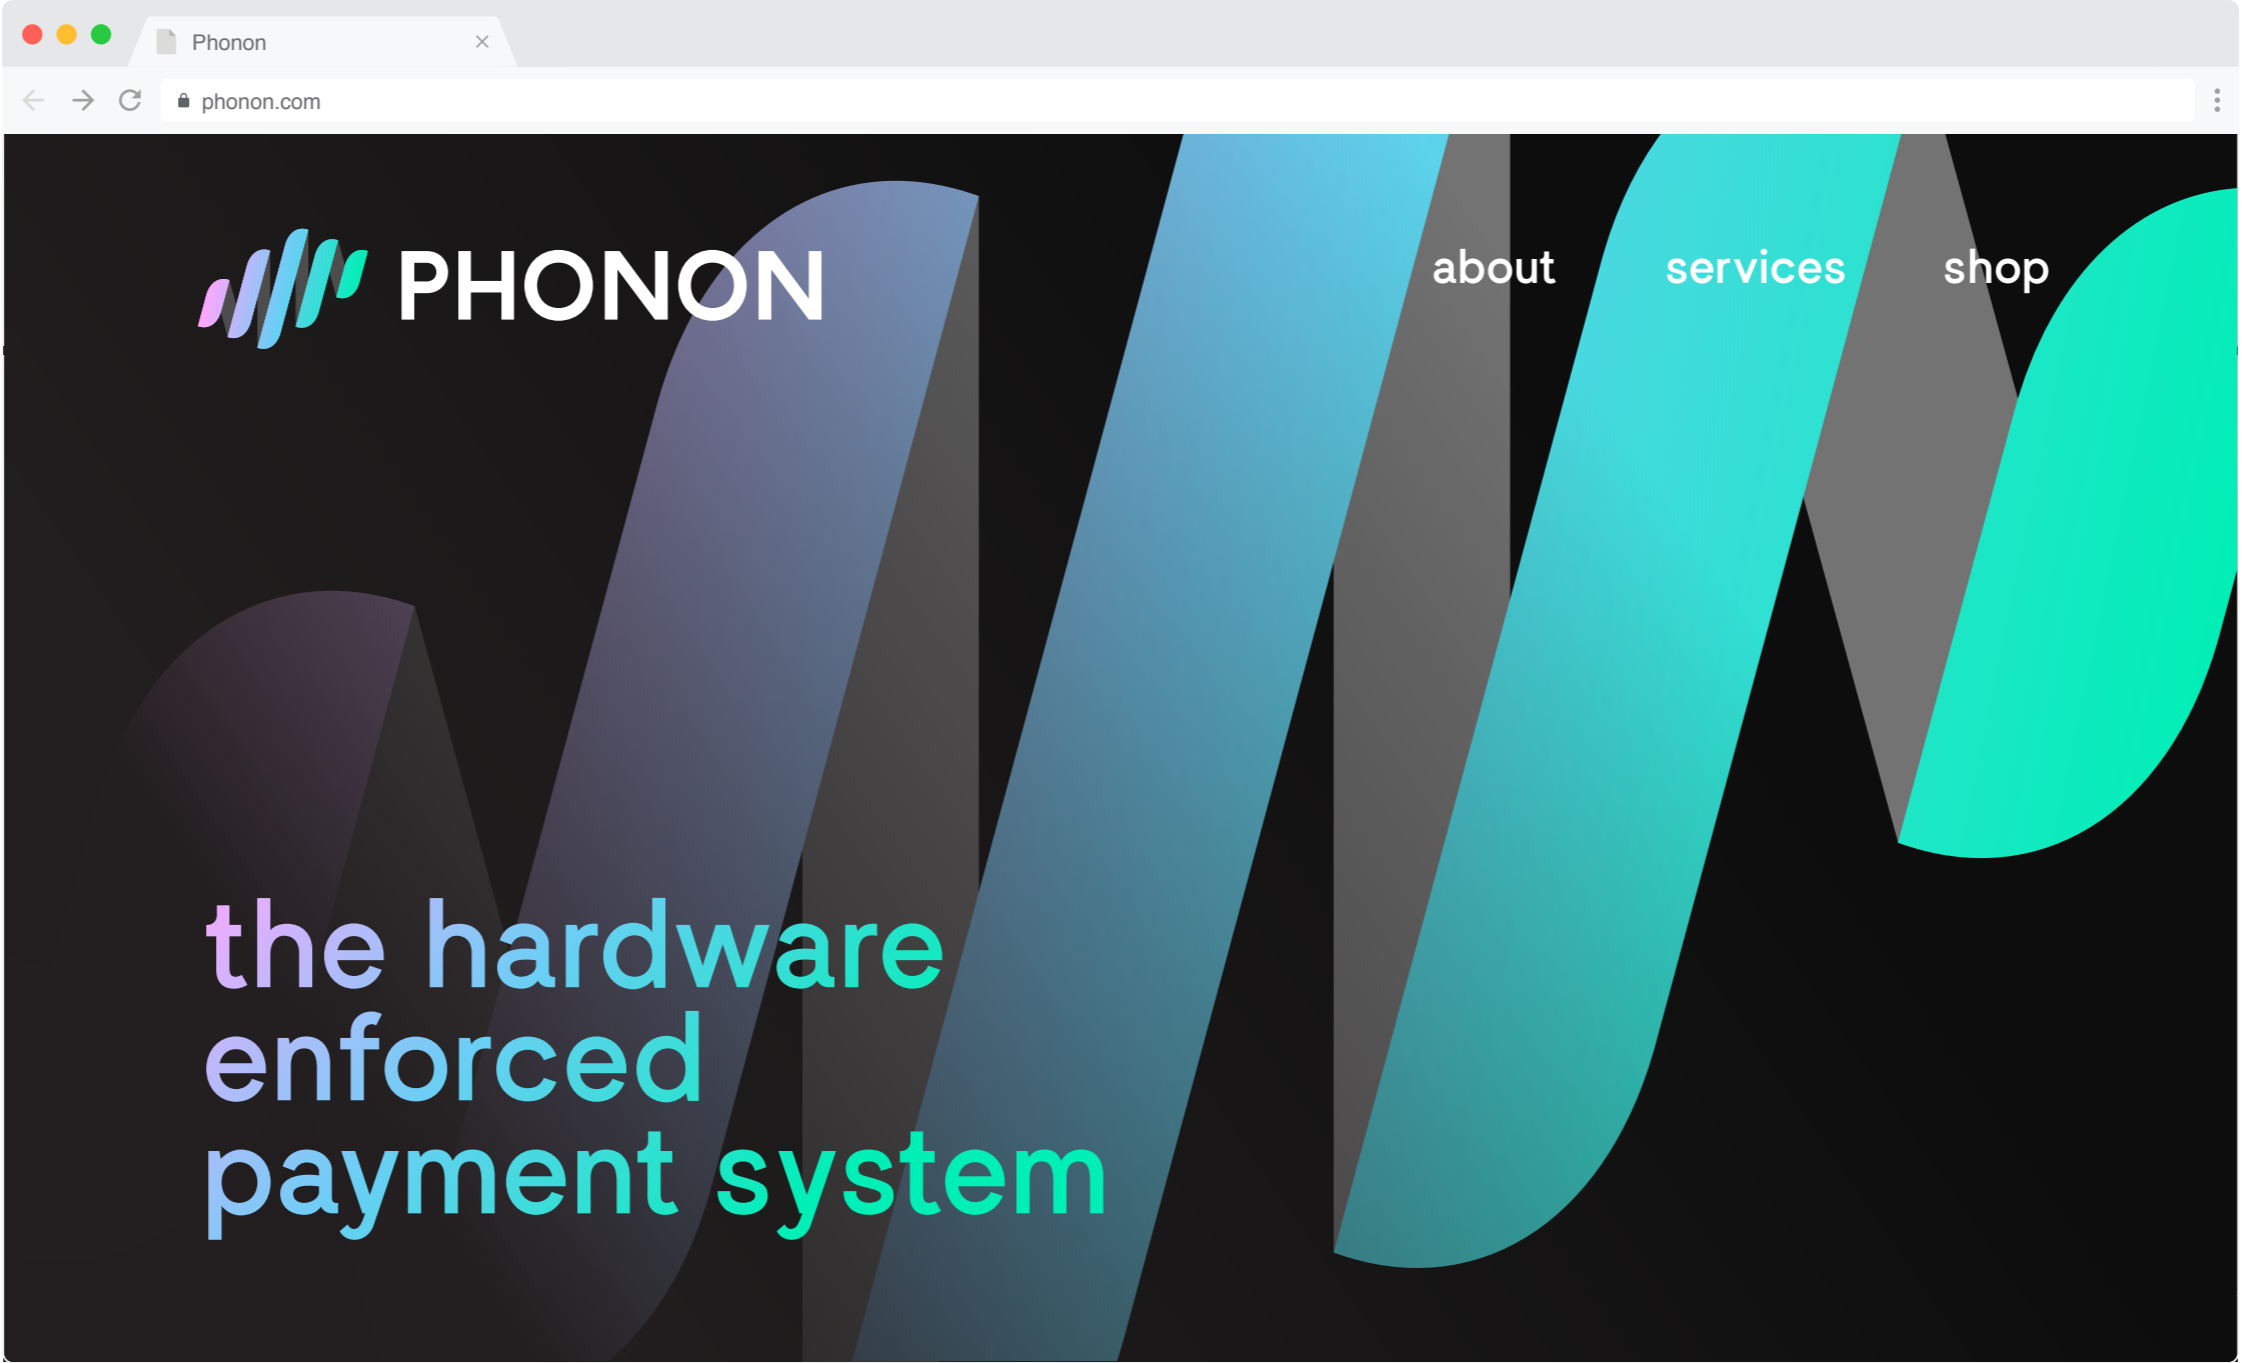 Phonon
phonon.com
PHONON
about services shop
the hardware
enforced
payment system